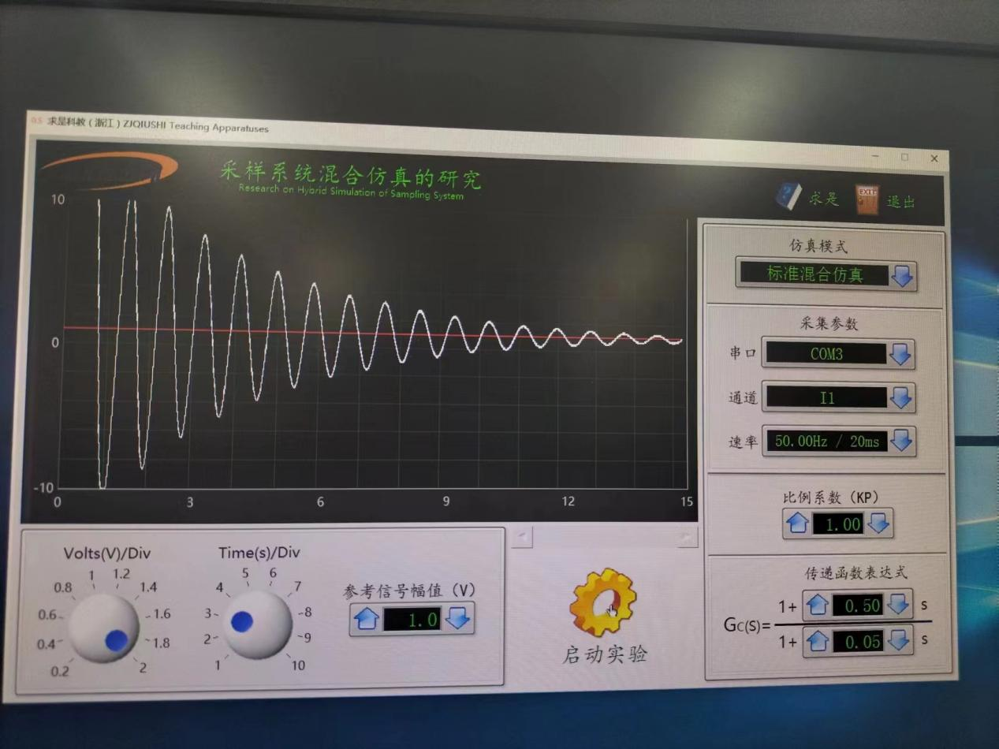 QS 求是科教（浙江）ZJQIUSHI Teaching Apparatuses
采样系统混合仿真的研究
Research on Hybrid Simulation of Sampling System
求是
EXIT
退出
10
0
-10
0 3 6 9 12 15
仿真模式
标准混合仿真
采集参数
串口 COM3
通道 I1
速率 50.00Hz / 20ms
比例系数（KP）
1.00
传递函数表达式
Gc(s)=
1+ 0.50 s
1+ 0.05 s
Volts(V)/Div
0.2 0.4 0.6 0.8 1 1.2 1.4 1.6 1.8 2
Time(s)/Div
1 2 3 4 5 6 7 8 9 10
参考信号幅值（V）
1.0
启动实验